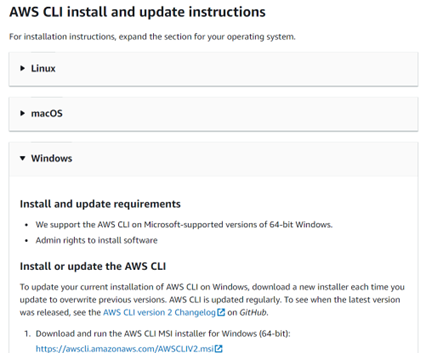 AWS CLI install and update instructions
For installation instructions, expand the section for your operating system.
Linux
macOS
Windows
Install and update requirements
• We support the AWS CLI on Microsoft-supported versions of 64-bit Windows.
• Admin rights to install software
Install or update the AWS CLI
To update your current installation of AWS CLI on Windows, download a new installer each time you
update to overwrite previous versions. AWS CLI is updated regularly. To see when the latest version
was released, see the AWS CLI version 2 Changelog on GitHub.
1. Download and run the AWS CLI MSI installer for Windows (64-bit):
https://awscli.amazonaws.com/AWSCLIV2.msi